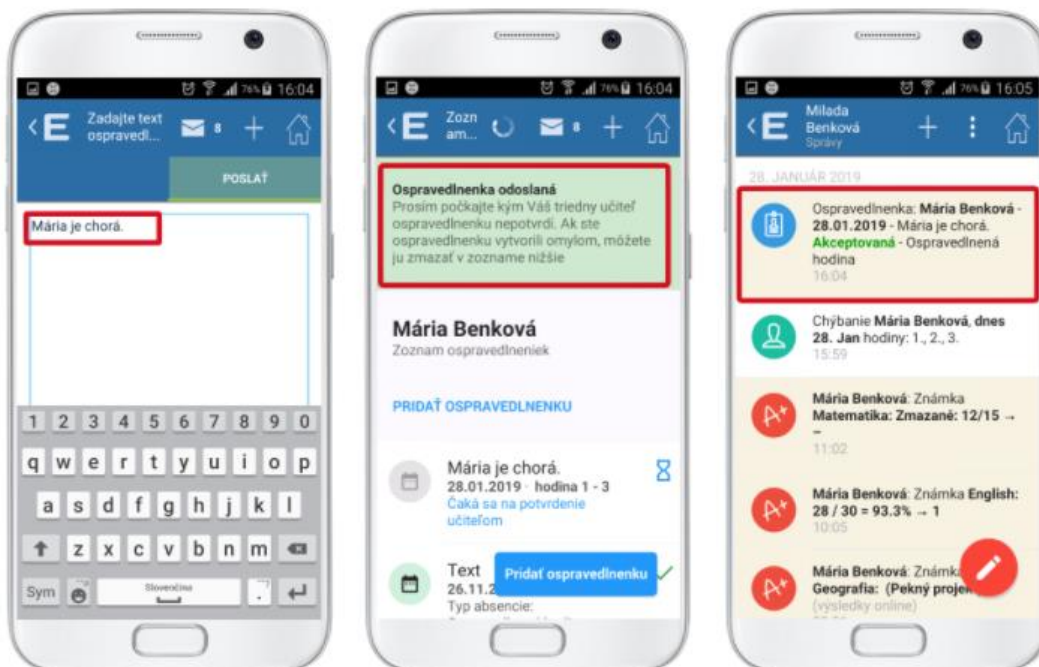 76% 16:04
E Zadajte text
ospravedl... 8
POSLAŤ
Mária je chorá.
1 2 3 4 5 6 7 8 9 0
q w e r t y u i o p
a s d f g h j k l
z x c v b n m
Sym Slovenčina .
76% 16:04
E Zozn
am... 8
Ospravedlnenka odoslaná
Prosím počkajte kým Váš triedny učiteľ
ospravedlnenku nepotvrdí. Ak ste
ospravedlnenku vytvorili omylom, môžete
ju zmazať v zozname nižšie
Mária Benková
Zoznam ospravedlneniek
PRIDAŤ OSPRAVEDLNENKU
Mária je chorá.
28.01.2019 · hodina 1 - 3
Čaká sa na potvrdenie
učiteľom
Text
26.11.2
Typ absencie:
Pridať ospravedlnenku
76% 16:05
E Milada
Benková
Správy
28. JANUÁR 2019
Ospravedlnenka: Mária Benková -
28.01.2019 - Mária je chorá.
Akceptovaná - Ospravedlnená
hodina
16:04
Chýbanie Mária Benková, dnes
28. Jan hodiny: 1., 2., 3.
15:59
A+ Mária Benková: Známka
Matematika: Zmazané: 12/15 →
–
11:02
A+ Mária Benková: Známka English:
28 / 30 = 93.3% → 1
10:05
A+ Mária Benková: Známka
Geografia: (Pekný projek
(výsledky online)